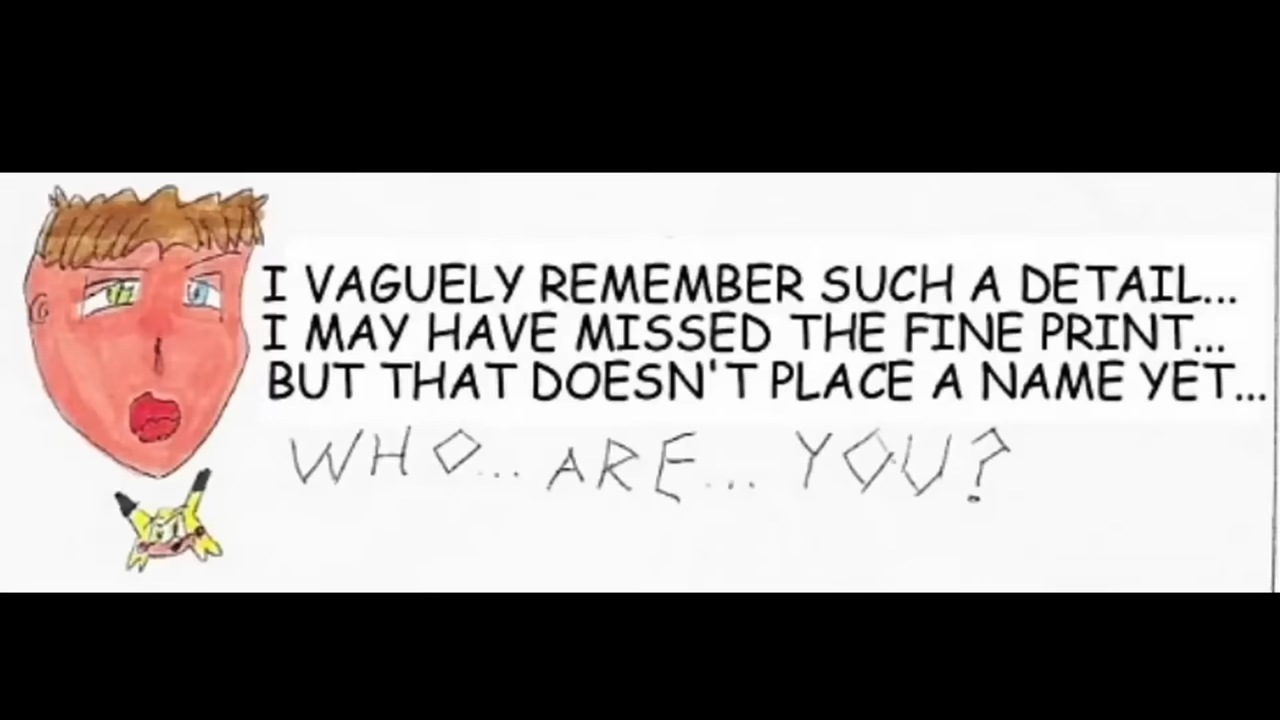 I VAGUELY REMEMBER SUCH A DETAIL...
I MAY HAVE MISSED THE FINE PRINT...
BUT THAT DOESN'T PLACE A NAME YET...
WHO... ARE... YOU?